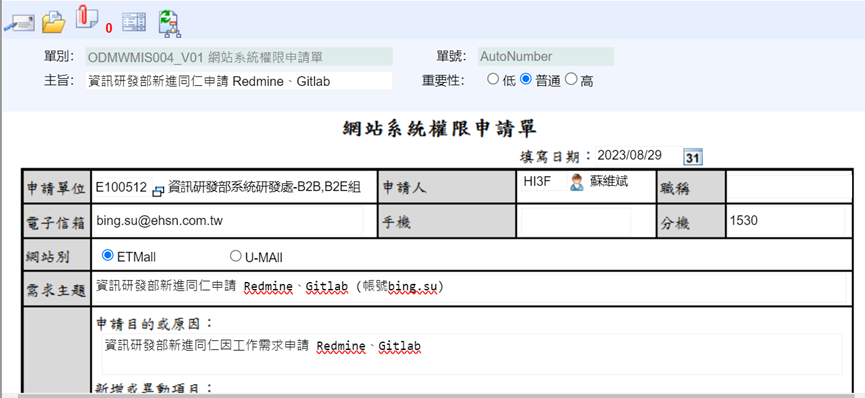 0
單別: ODMWMIS004_V01 網站系統權限申請單 單號: AutoNumber
主旨: 資訊研發部新進同仁申請 Redmine、Gitlab 重要性: 低 普通 高
網站系統權限申請單
填寫日期：2023/08/29 31
申請單位 E100512 資訊研發部系統研發處-B2B,B2E組 申請人 HI3F 蘇維斌 職稱
電子信箱 bing.su@ehsn.com.tw 手機 分機 1530
網站別 ETMall U-MAll
需求主題 資訊研發部新進同仁申請 Redmine、Gitlab (帳號bing.su)
申請目的或原因：
資訊研發部新進同仁因工作需求申請 Redmine、Gitlab
新增或異動項目：